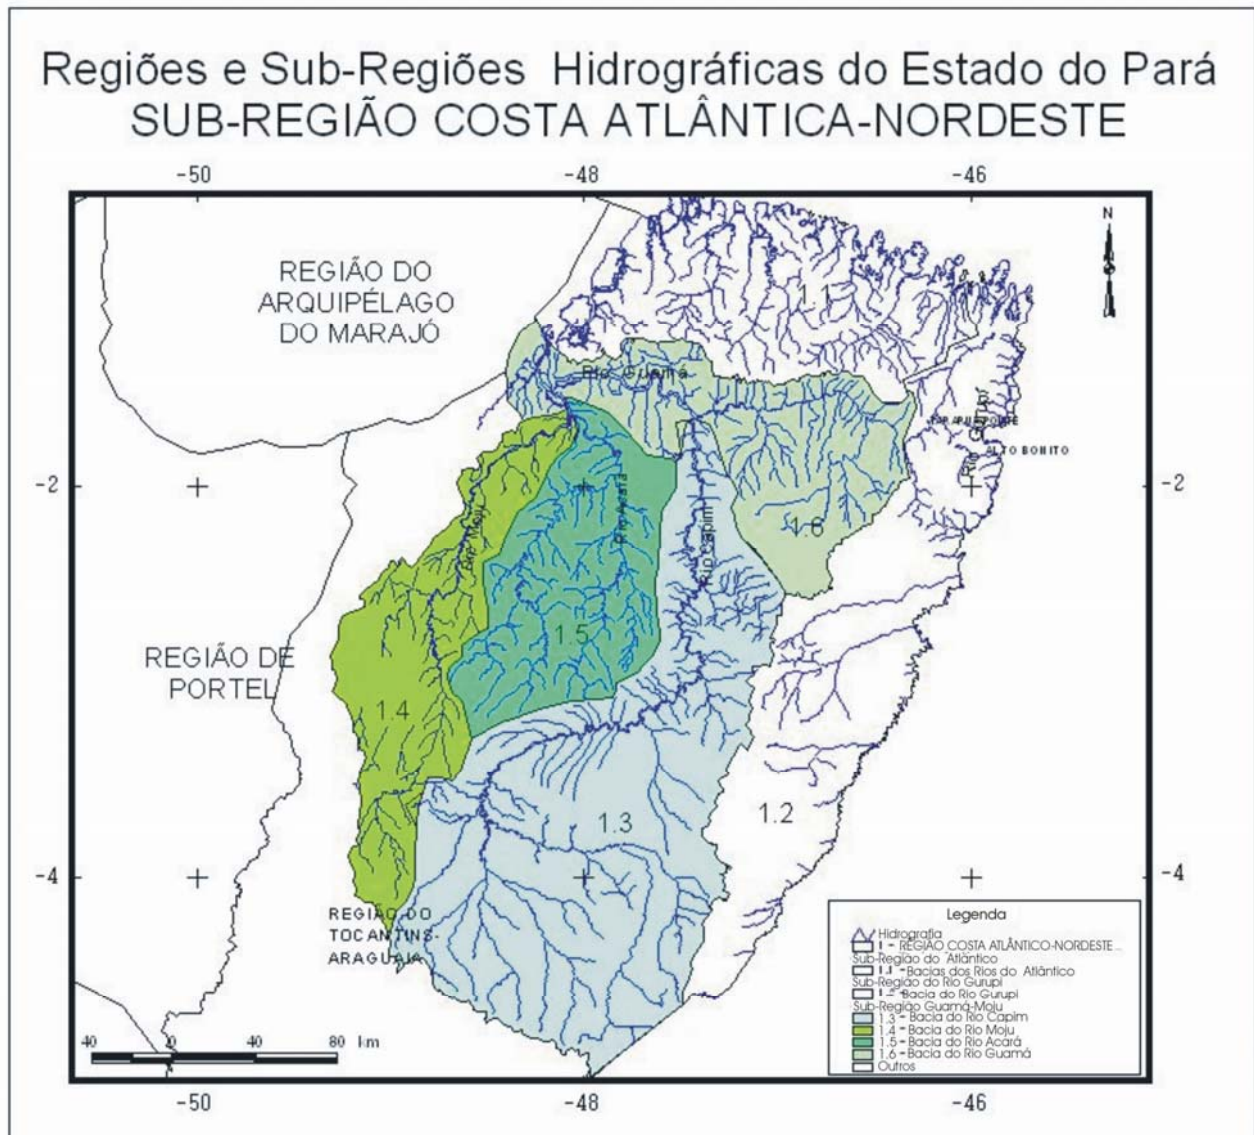 Regiões e Sub-Regiões Hidrográficas do Estado do Pará
SUB-REGIÃO COSTA ATLÂNTICA-NORDESTE
-50 -48 -46
N
REGIÃO DO
ARQUIPÉLAGO
DO MARAJÓ
1.1
Rio Guamá
Rio Gurupi
ALTO BONITO
-2 -2
Rio Moju
Rio Acará
Rio Capim
1.6
1.5
REGIÃO DE
PORTEL
1.4
1.3
1.2
-4 -4
REGIÃO DO
TOCANTINS-
ARAGUAIA
40 0 40 80 km
Legenda
Hidrografia
1 - REGIÃO COSTA ATLÂNTICO-NORDESTE...
Sub-Região do Atlântico
1.1 - Bacias dos Rios do Atlântico
Sub-Região do Rio Gurupi
1.2 - Bacia do Rio Gurupi
Sub-Região Guamá-Moju
1.3 - Bacia do Rio Capim
1.4 - Bacia do Rio Moju
1.5 - Bacia do Rio Acará
1.6 - Bacia do Rio Guamá
Outros
-50 -48 -46